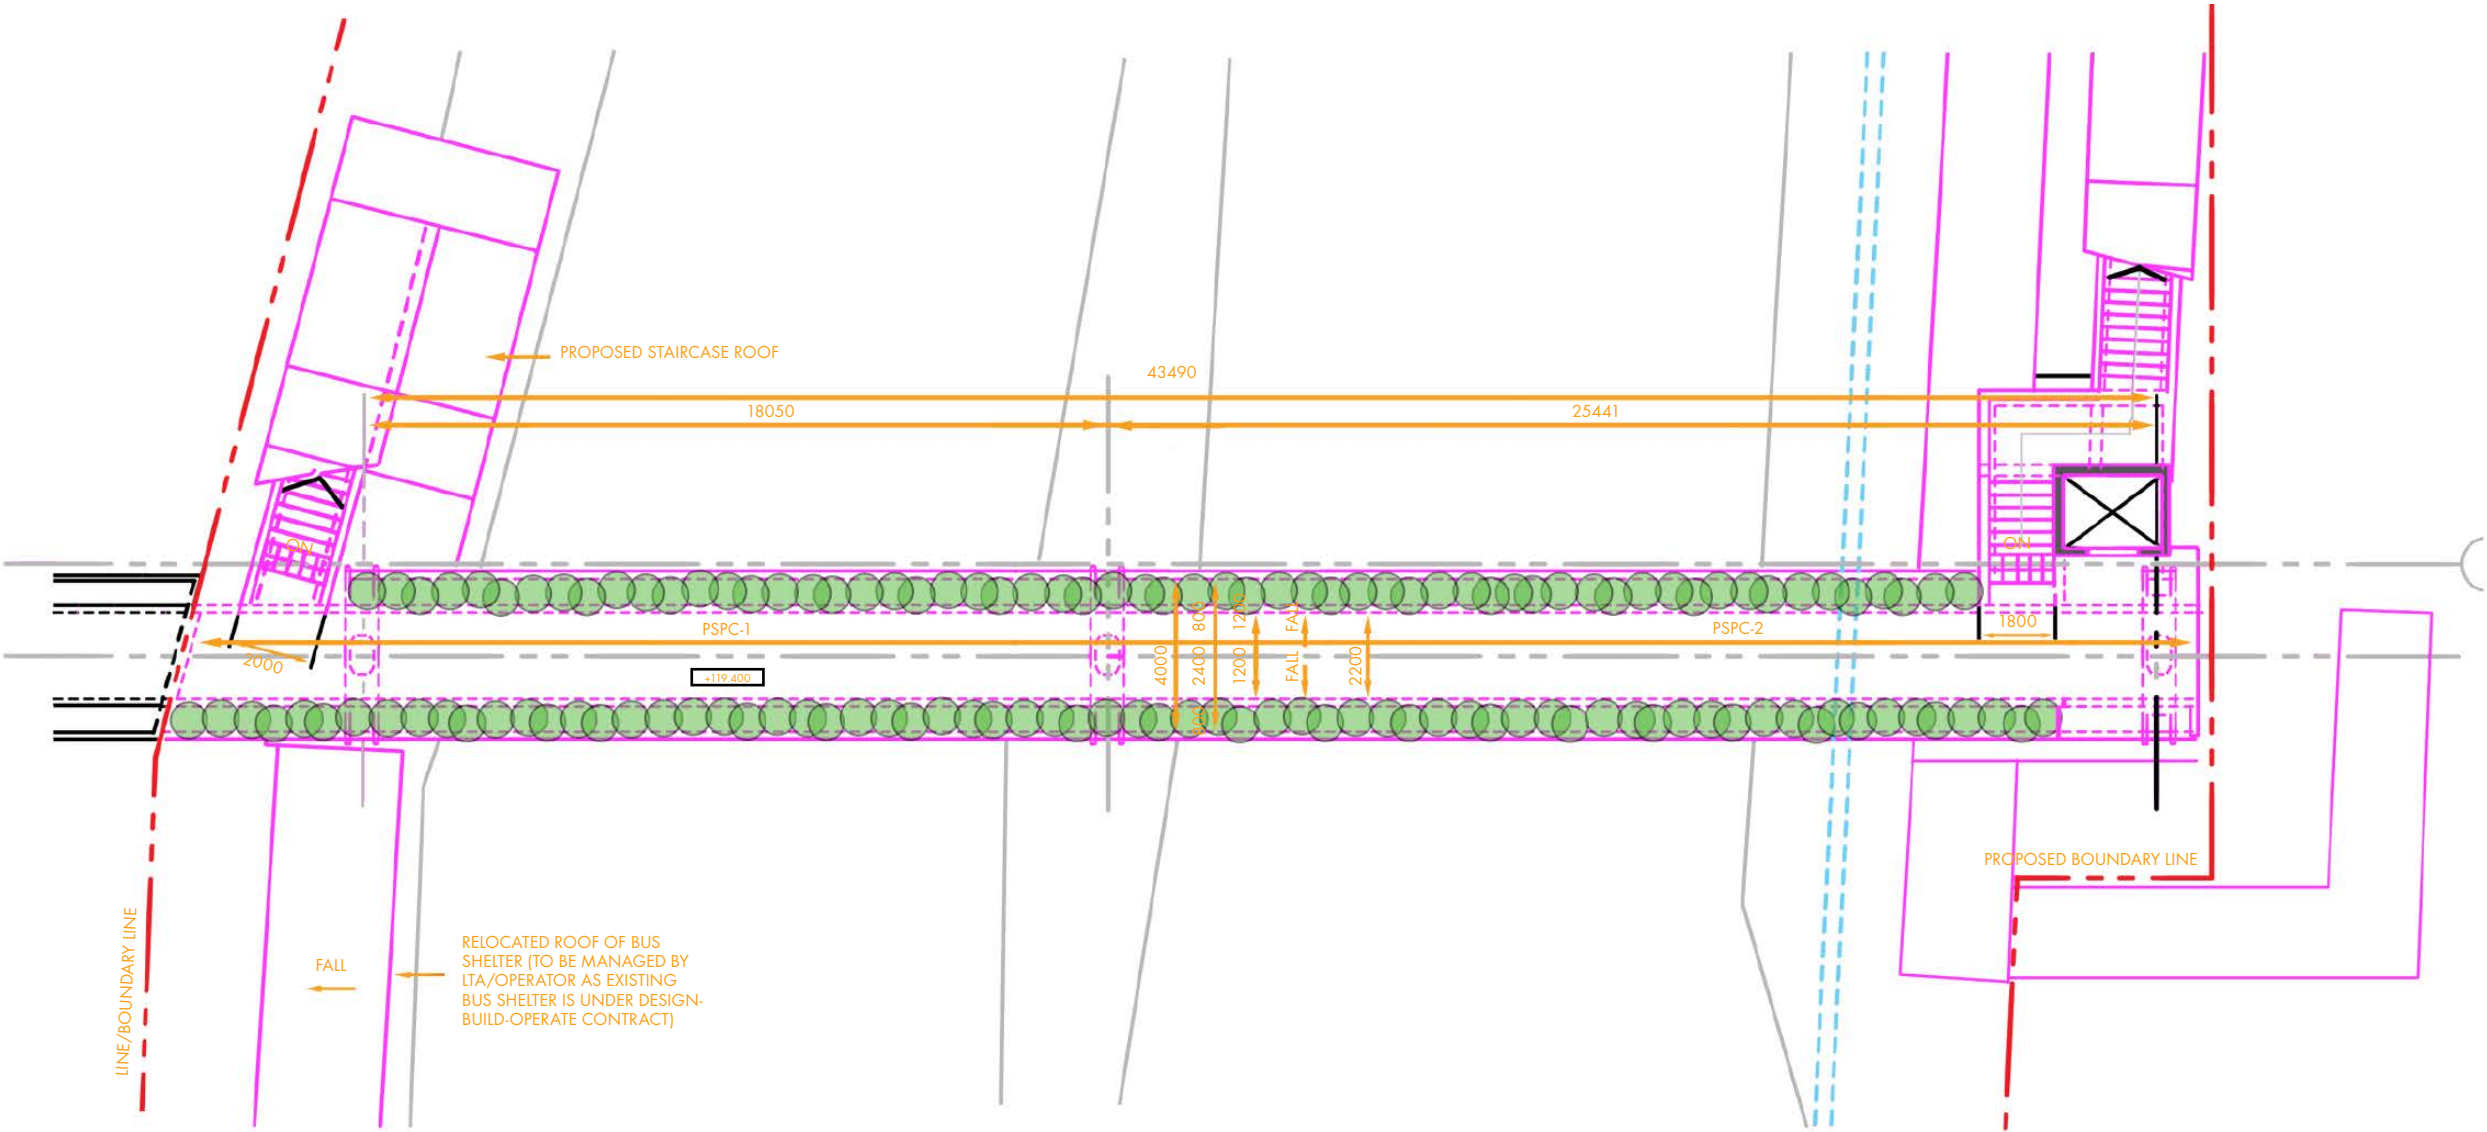 PROPOSED STAIRCASE ROOF
43490
18050
25441
ON
ON
PSPC-1
PSPC-2
2000
+119.400
4000
800
2400
800
1200
1200
FALL
FALL
2200
1800
PROPOSED BOUNDARY LINE
LINE/BOUNDARY LINE
FALL
RELOCATED ROOF OF BUS
SHELTER (TO BE MANAGED BY
LTA/OPERATOR AS EXISTING
BUS SHELTER IS UNDER DESIGN-
BUILD-OPERATE CONTRACT)